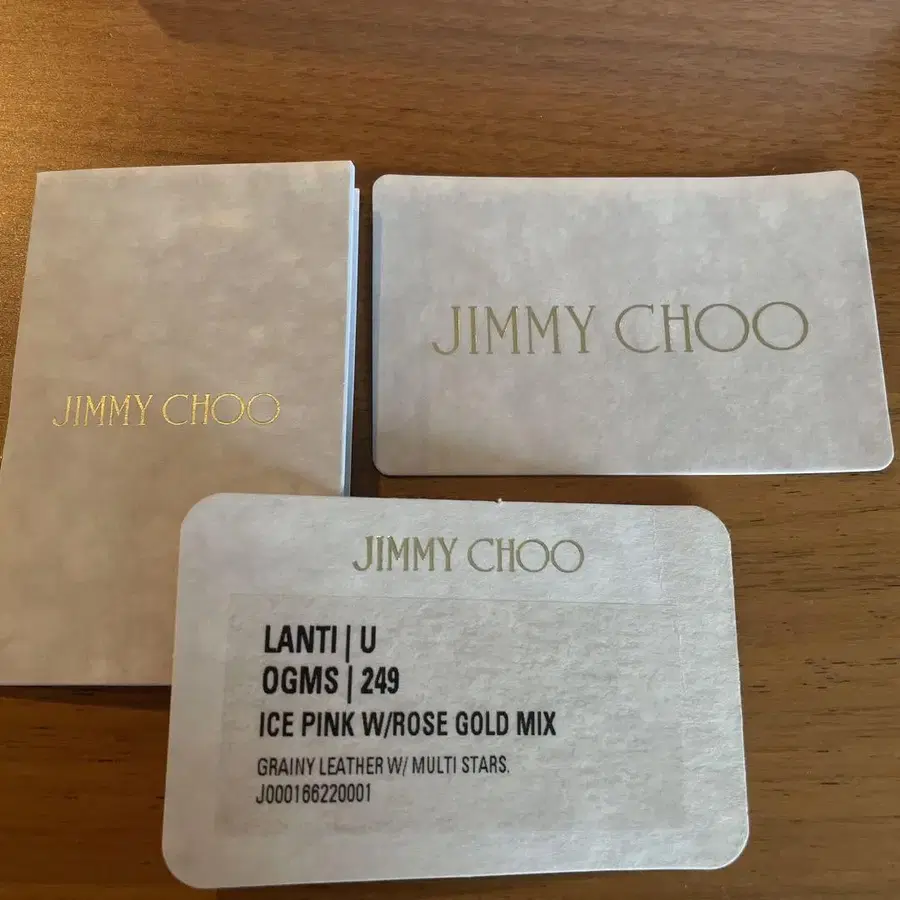 JIMMY CHOO
JIMMY CHOO
JIMMY CHOO
LANTI | U
OGMS | 249
ICE PINK W/ROSE GOLD MIX
GRAINY LEATHER W/ MULTI STARS.
J000166220001